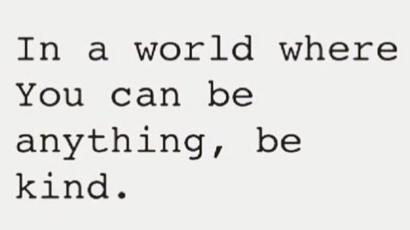 In a world where
You can be
anything, be
kind.